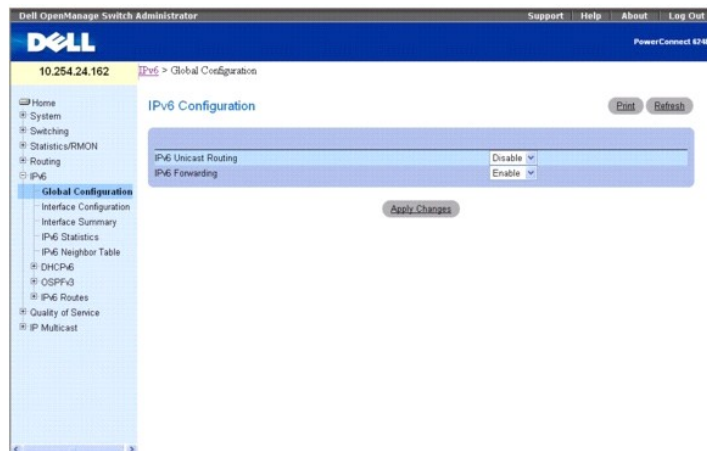 Dell OpenManage Switch Administrator Support Help About Log Out
DELL
PowerConnect 6248
10.254.24.162
IPv6 > Global Configuration
Home
System
Switching
Statistics/RMON
Routing
IPv6
Global Configuration
Interface Configuration
Interface Summary
IPv6 Statistics
IPv6 Neighbor Table
DHCPv6
OSPFv3
IPv6 Routes
Quality of Service
IP Multicast
IPv6 Configuration
Print Refresh
IPv6 Unicast Routing Disable
IPv6 Forwarding Enable
Apply Changes